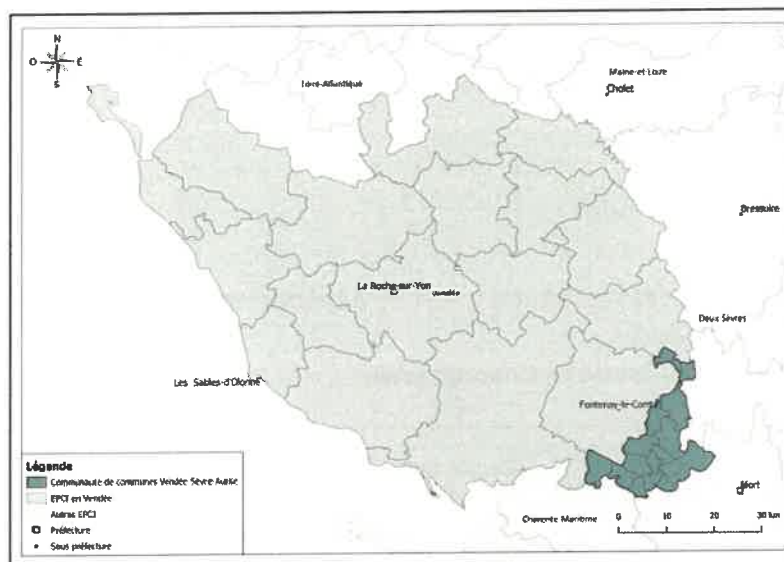 N
O E
S
Loire-Atlantique
Maine-et-Loire
Cholet
Bressuire
La Roche-sur-Yon
Vendée
Deux Sèvres
Les Sables-d'Olonne
Fontenay-le-Comte
Légende
Communauté de communes Vendée Sèvre Autise
EPCI en Vendée
Autres EPCI
Préfecture
Sous préfecture
Niort
Charente Maritime
0 10 20 30 km